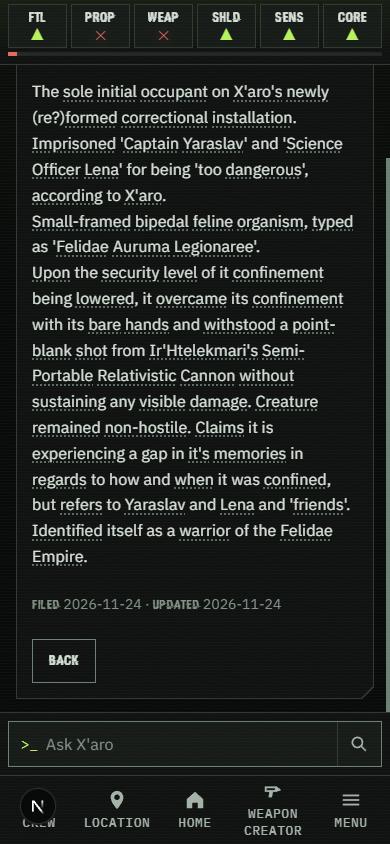 FTL PROP WEAP SHLD SENS CORE
The sole initial occupant on X'aro's newly
(re?)formed correctional installation.
Imprisoned 'Captain Yaraslav' and 'Science
Officer Lena' for being 'too dangerous',
according to X'aro.
Small-framed bipedal feline organism, typed
as 'Felidae Auruma Legionaree'.
Upon the security level of it confinement
being lowered, it overcame its confinement
with its bare hands and withstood a point-
blank shot from Ir'Htelekmari's Semi-
Portable Relativistic Cannon without
sustaining any visible damage. Creature
remained non-hostile. Claims it is
experiencing a gap in it's memories in
regards to how and when it was confined,
but refers to Yaraslav and Lena and 'friends'.
Identified itself as a warrior of the Felidae
Empire.
FILED 2026-11-24 · UPDATED 2026-11-24
BACK
>_ Ask X'aro
N
CREW LOCATION HOME WEAPON CREATOR MENU